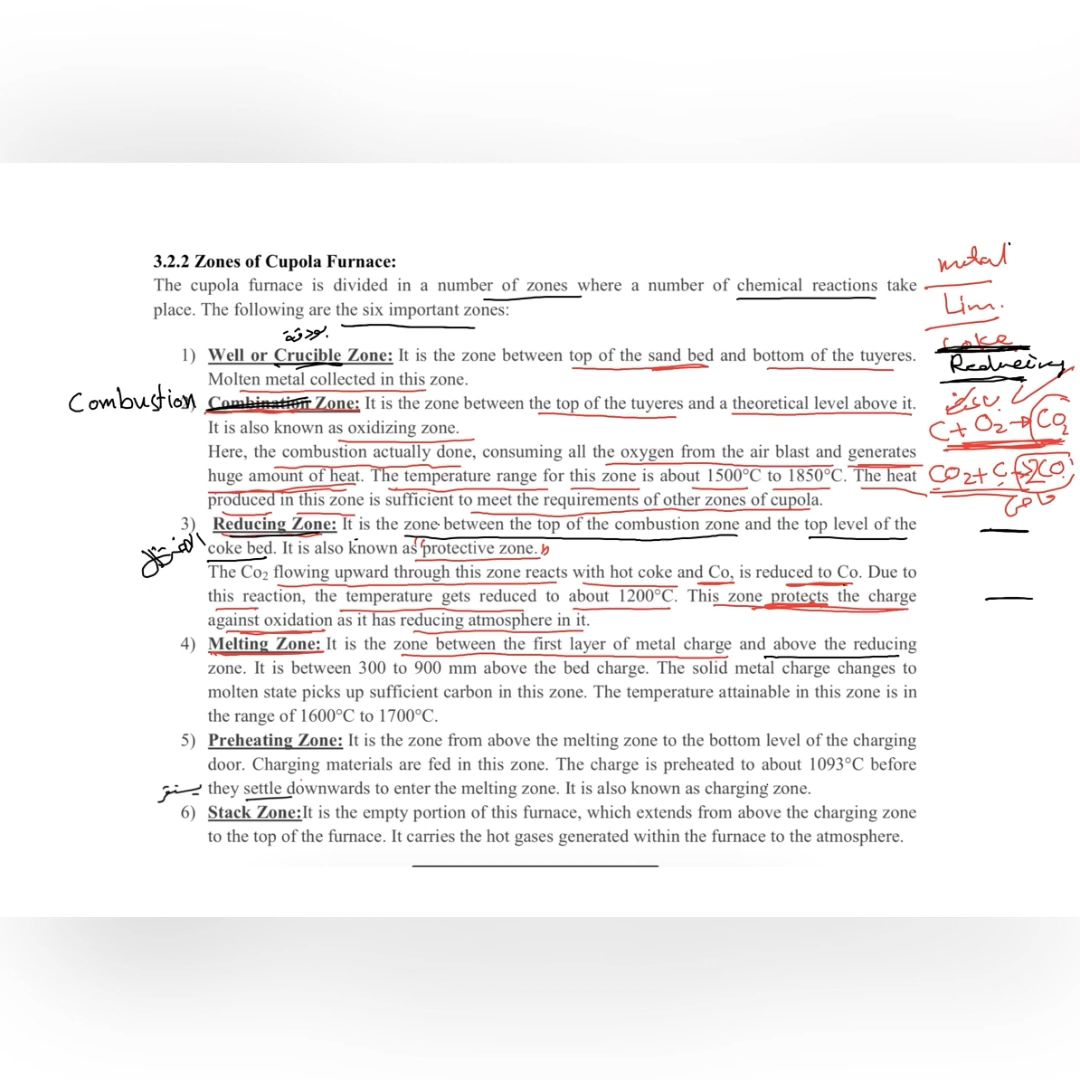 3.2.2 Zones of Cupola Furnace:
The cupola furnace is divided in a number of zones where a number of chemical reactions take
place. The following are the six important zones:
بودقة
1) Well or Crucible Zone: It is the zone between top of the sand bed and bottom of the tuyeres.
Molten metal collected in this zone.
Combustion Combination Zone: It is the zone between the top of the tuyeres and a theoretical level above it.
It is also known as oxidizing zone.
Here, the combustion actually done, consuming all the oxygen from the air blast and generates
huge amount of heat. The temperature range for this zone is about 1500°C to 1850°C. The heat
produced in this zone is sufficient to meet the requirements of other zones of cupola.
3) Reducing Zone: It is the zone between the top of the combustion zone and the top level of the
coke bed. It is also known as protective zone.
The Co2 flowing upward through this zone reacts with hot coke and Co, is reduced to Co. Due to
this reaction, the temperature gets reduced to about 1200°C. This zone protects the charge
against oxidation as it has reducing atmosphere in it.
4) Melting Zone: It is the zone between the first layer of metal charge and above the reducing
zone. It is between 300 to 900 mm above the bed charge. The solid metal charge changes to
molten state picks up sufficient carbon in this zone. The temperature attainable in this zone is in
the range of 1600°C to 1700°C.
5) Preheating Zone: It is the zone from above the melting zone to the bottom level of the charging
door. Charging materials are fed in this zone. The charge is preheated to about 1093°C before
they settle downwards to enter the melting zone. It is also known as charging zone.
6) Stack Zone:It is the empty portion of this furnace, which extends from above the charging zone
to the top of the furnace. It carries the hot gases generated within the furnace to the atmosphere.
metal
Lim.
Coke
Reducing
C + O2 → CO2
CO2 + C → 2CO